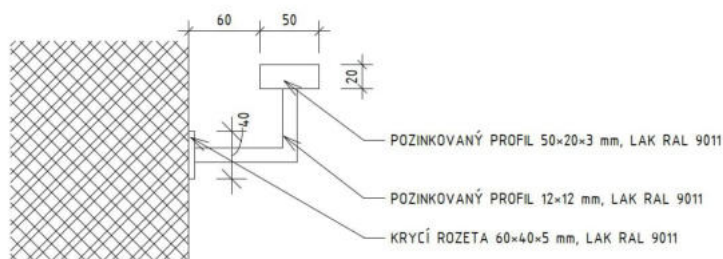 60
50
20
40
POZINKOVANÝ PROFIL 50×20×3 mm, LAK RAL 9011
POZINKOVANÝ PROFIL 12×12 mm, LAK RAL 9011
KRYCÍ ROZETA 60×40×5 mm, LAK RAL 9011